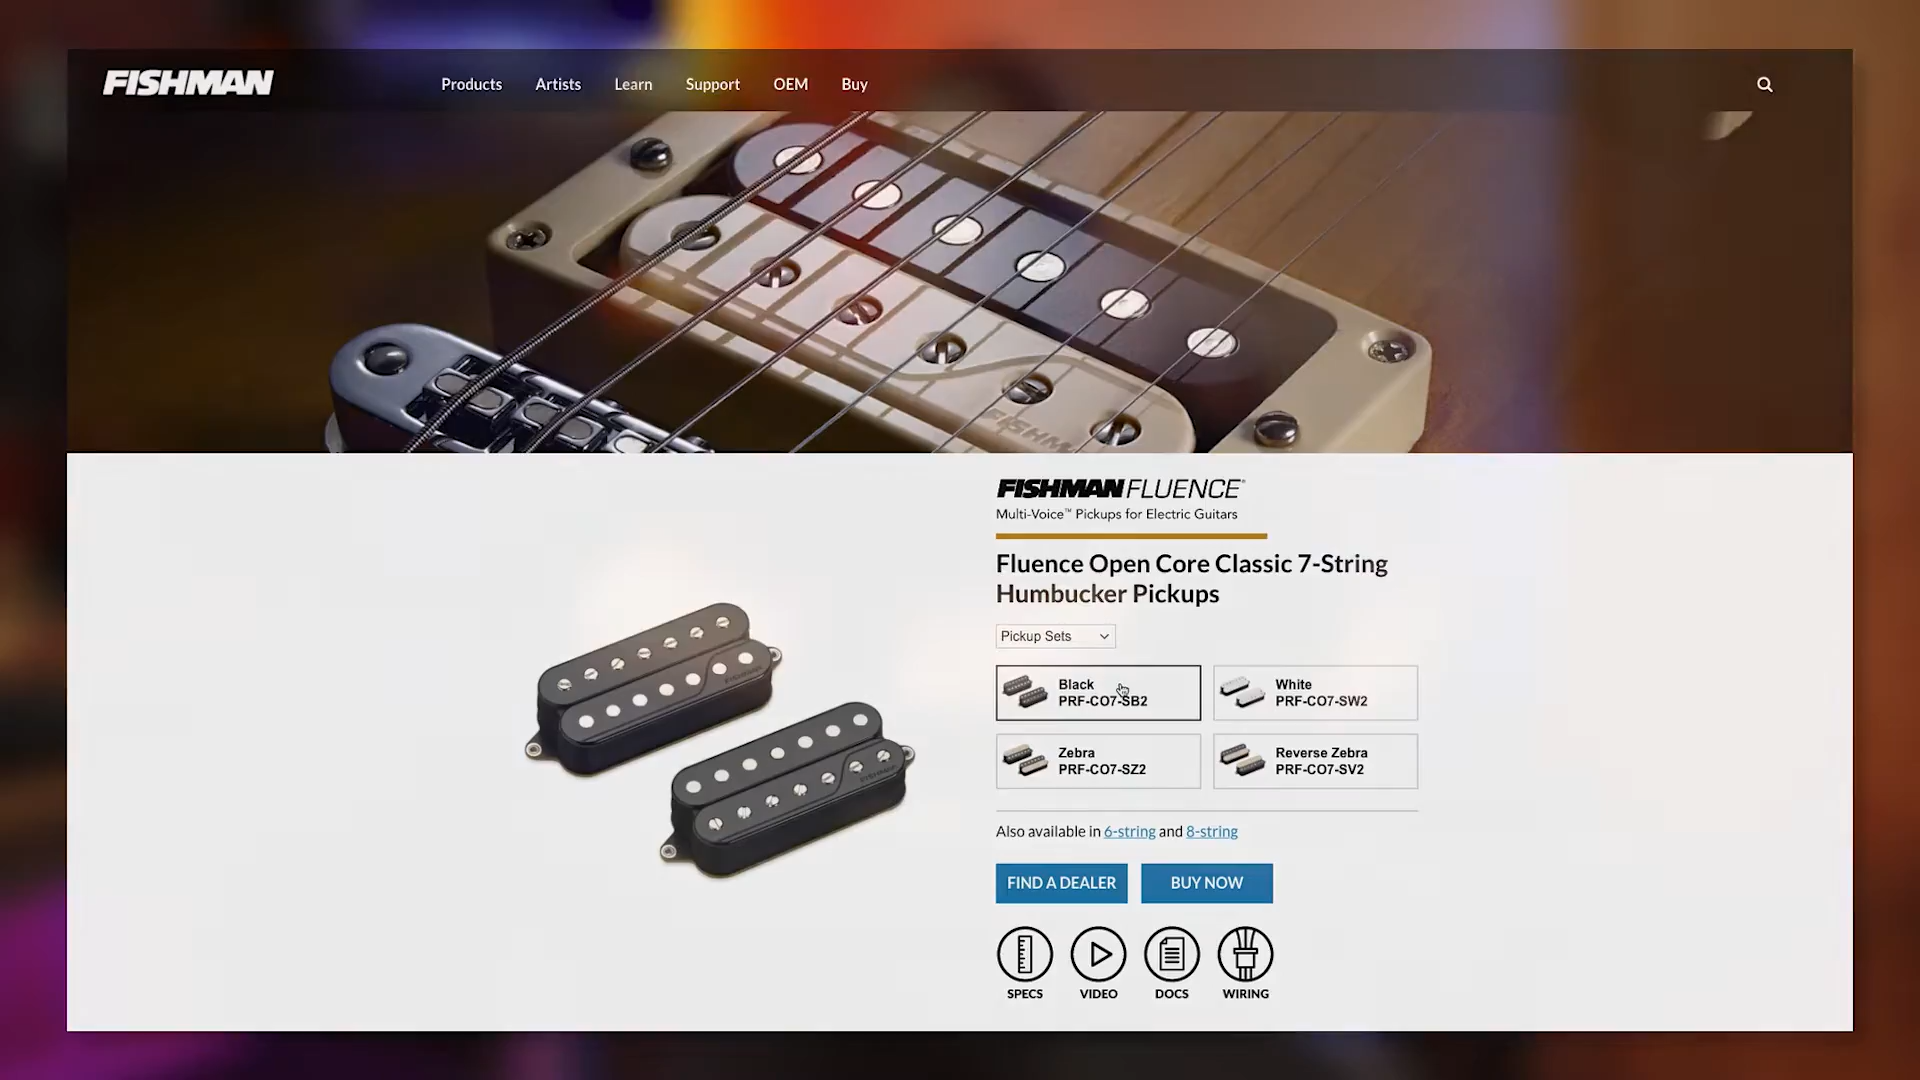 FISHMAN
Products
Artists
Learn
Support
OEM
Buy
FISHMAN
FISHMAN FLUENCE
Multi-Voice™ Pickups for Electric Guitars
Fluence Open Core Classic 7-String
Humbucker Pickups
Pickup Sets
Black
PRF-CO7-SB2
White
PRF-CO7-SW2
Zebra
PRF-CO7-SZ2
Reverse Zebra
PRF-CO7-SV2
Also available in 6-string and 8-string
FIND A DEALER
BUY NOW
SPECS
VIDEO
DOCS
WIRING